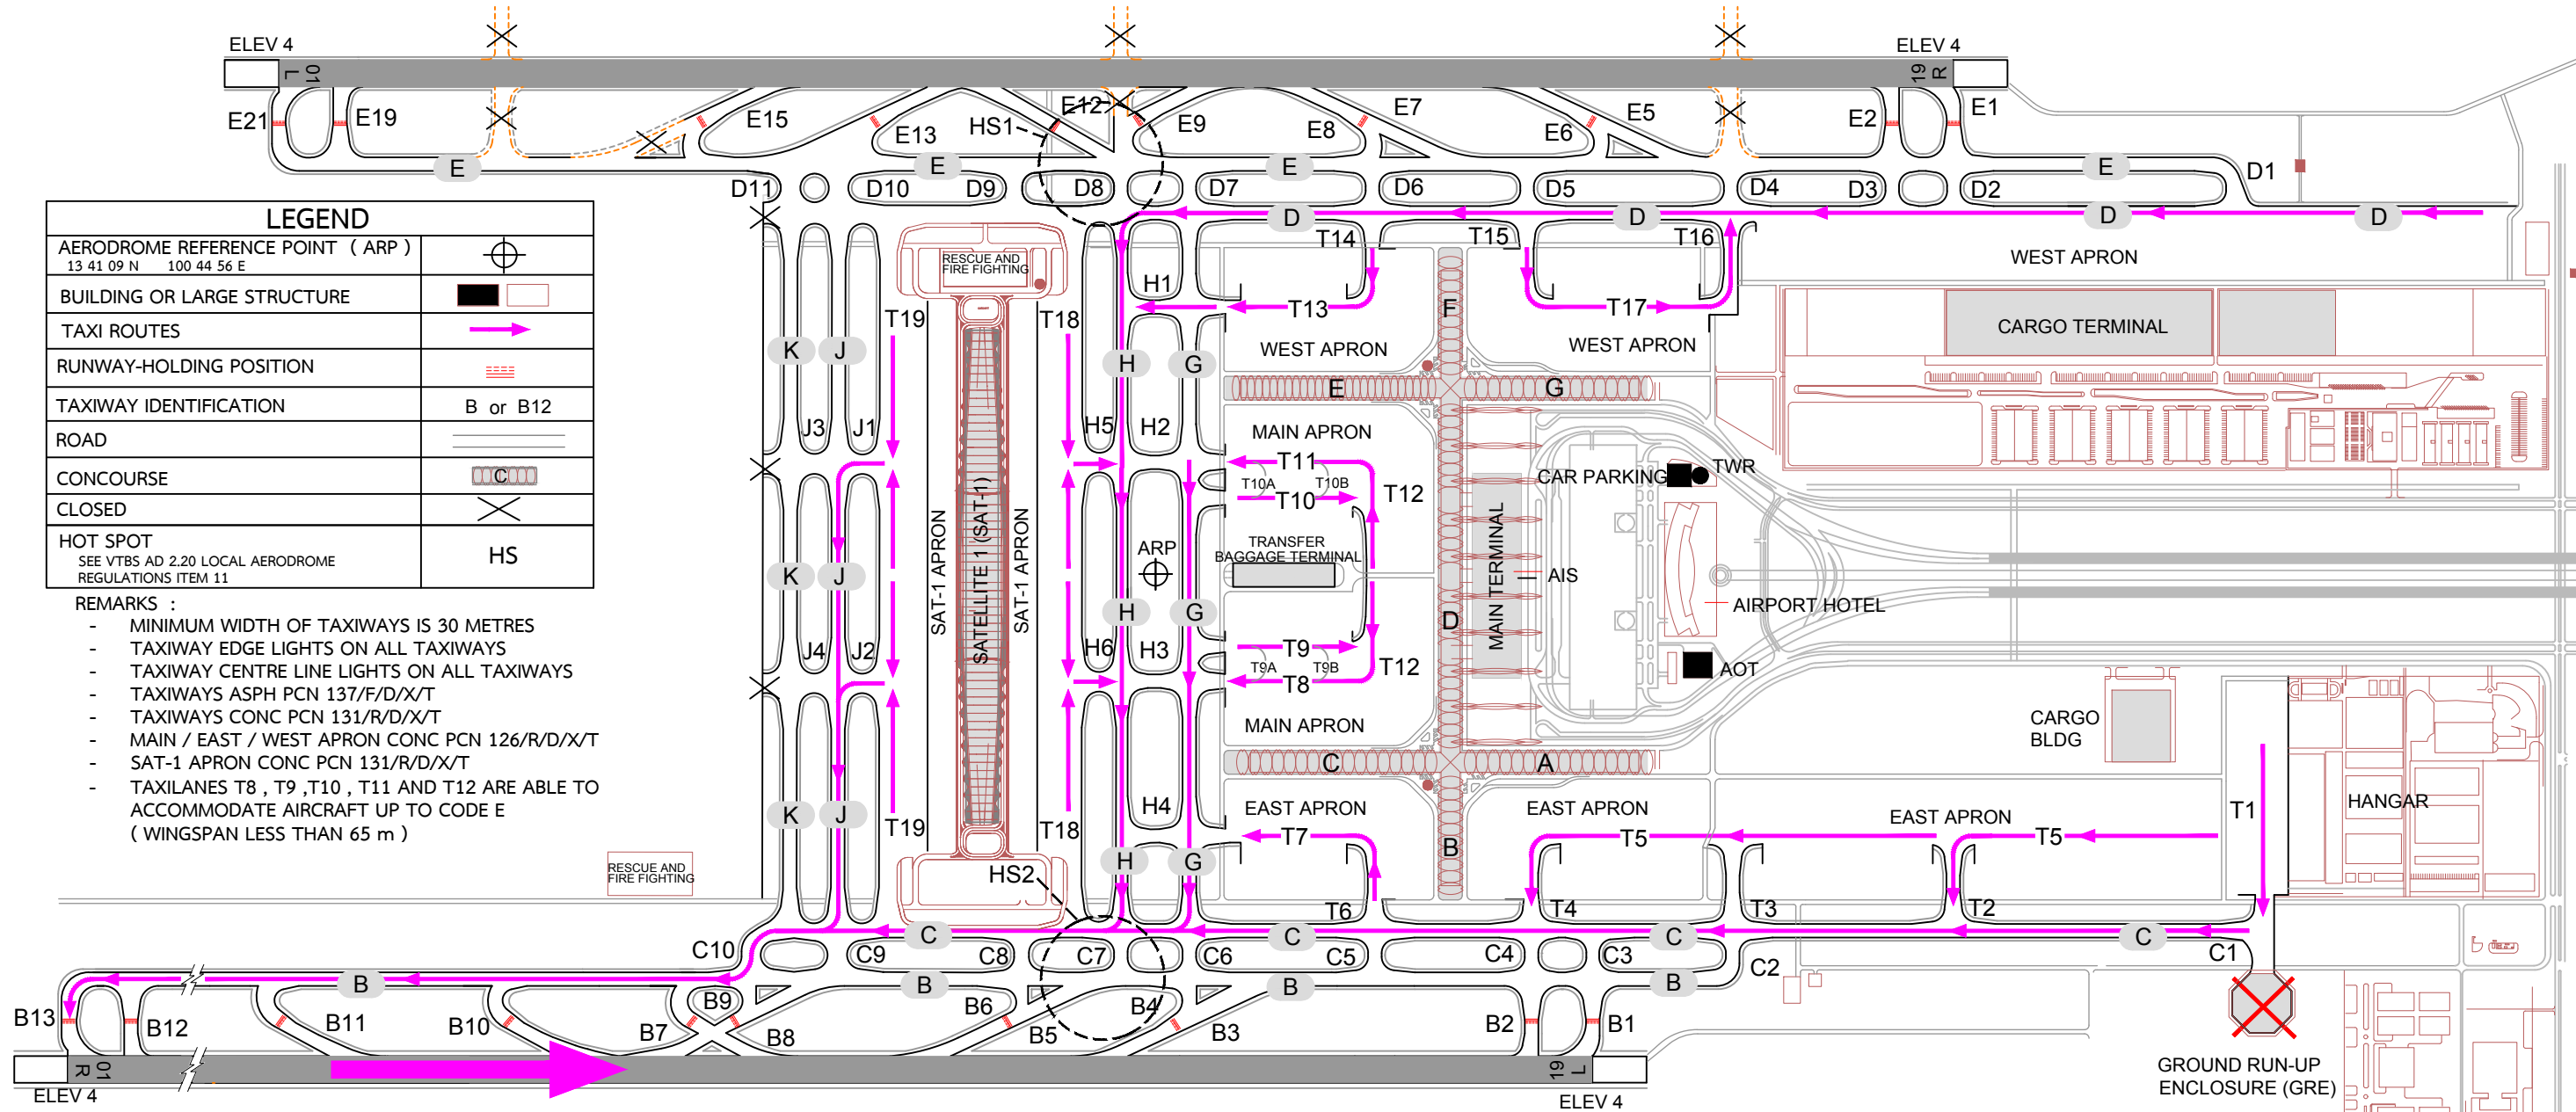 ELEV 4
ELEV 4
01
L
19
R
E21
E19
E15
E13
HS1
E12
E9
E8
E7
E6
E5
E2
E1
E
E
E
E
D11
D10
D9
D8
D7
D6
D5
D4
D3
D2
D1
D
D
D
D
LEGEND
AERODROME REFERENCE POINT ( ARP )
13 41 09 N 100 44 56 E
BUILDING OR LARGE STRUCTURE
TAXI ROUTES
RUNWAY-HOLDING POSITION
TAXIWAY IDENTIFICATION
B or B12
ROAD
CONCOURSE
C
CLOSED
HOT SPOT
SEE VTBS AD 2.20 LOCAL AERODROME
REGULATIONS ITEM 11
HS
REMARKS :
- MINIMUM WIDTH OF TAXIWAYS IS 30 METRES
- TAXIWAY EDGE LIGHTS ON ALL TAXIWAYS
- TAXIWAY CENTRE LINE LIGHTS ON ALL TAXIWAYS
- TAXIWAYS ASPH PCN 137/F/D/X/T
- TAXIWAYS CONC PCN 131/R/D/X/T
- MAIN / EAST / WEST APRON CONC PCN 126/R/D/X/T
- SAT-1 APRON CONC PCN 131/R/D/X/T
- TAXILANES T8 , T9 ,T10 , T11 AND T12 ARE ABLE TO
ACCOMMODATE AIRCRAFT UP TO CODE E
( WINGSPAN LESS THAN 65 m )
RESCUE AND
FIRE FIGHTING
T14
T15
T16
H1
T13
T17
WEST APRON
CARGO TERMINAL
T19
T18
K
J
H
G
F
WEST APRON
WEST APRON
E
G
J3
J1
H5
H2
MAIN APRON
T11
T10A
T10B
T10
T12
CAR PARKING
TWR
SAT-1 APRON
SATELLITE 1 (SAT-1)
SAT-1 APRON
ARP
TRANSFER
BAGGAGE TERMINAL
MAIN TERMINAL
AIS
AIRPORT HOTEL
K
J
H
G
D
J4
J2
H6
H3
T9
T9A
T9B
T8
T12
AOT
MAIN APRON
CARGO
BLDG
C
A
K
J
T19
T18
H4
EAST APRON
EAST APRON
EAST APRON
T7
T5
T5
T1
HANGAR
H
G
B
RESCUE AND
FIRE FIGHTING
HS2
T6
T4
T3
T2
C
C
C
C
C10
C9
C8
C7
C6
C5
C4
C3
C2
C1
B
B
B
B
B13
B12
B11
B10
B9
B7
B8
B6
B5
B4
B3
B2
B1
01
R
19
L
ELEV 4
ELEV 4
GROUND RUN-UP
ENCLOSURE (GRE)